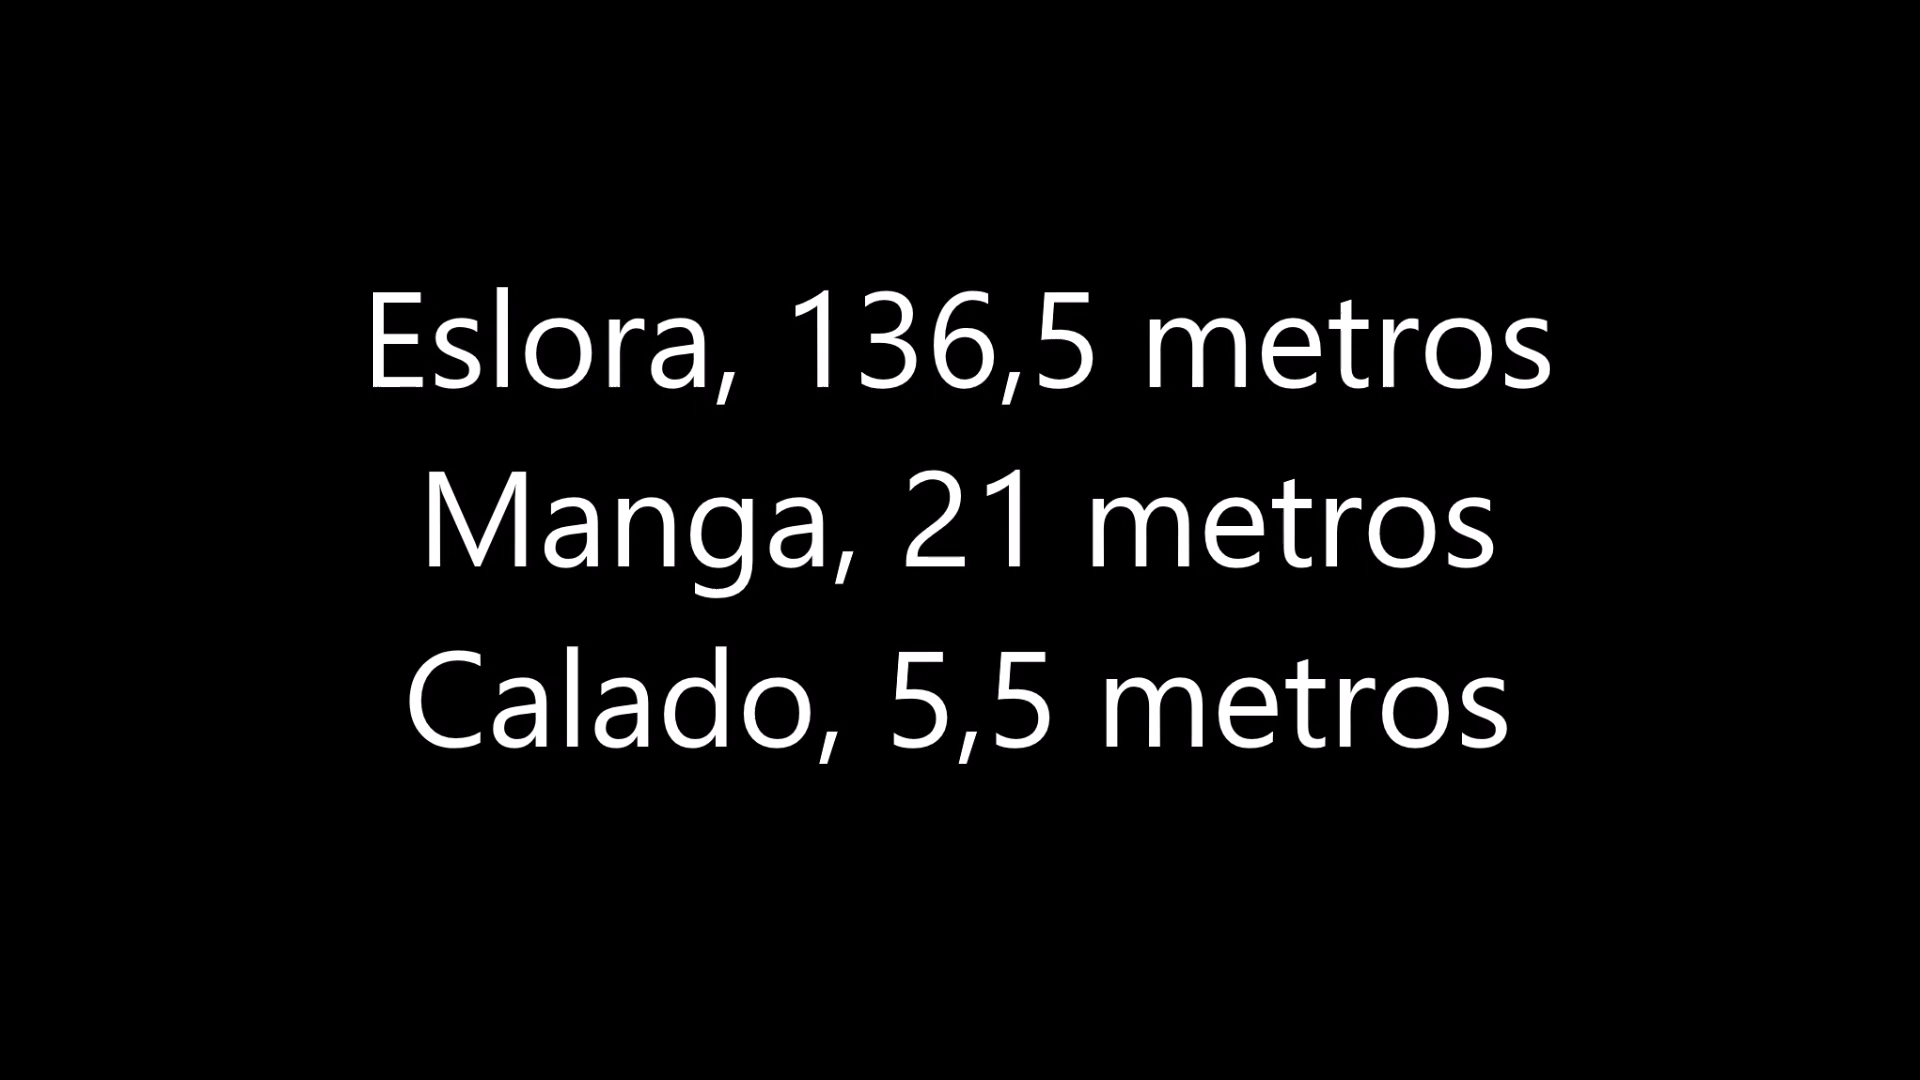 Eslora, 136,5 metros
Manga, 21 metros
Calado, 5,5 metros